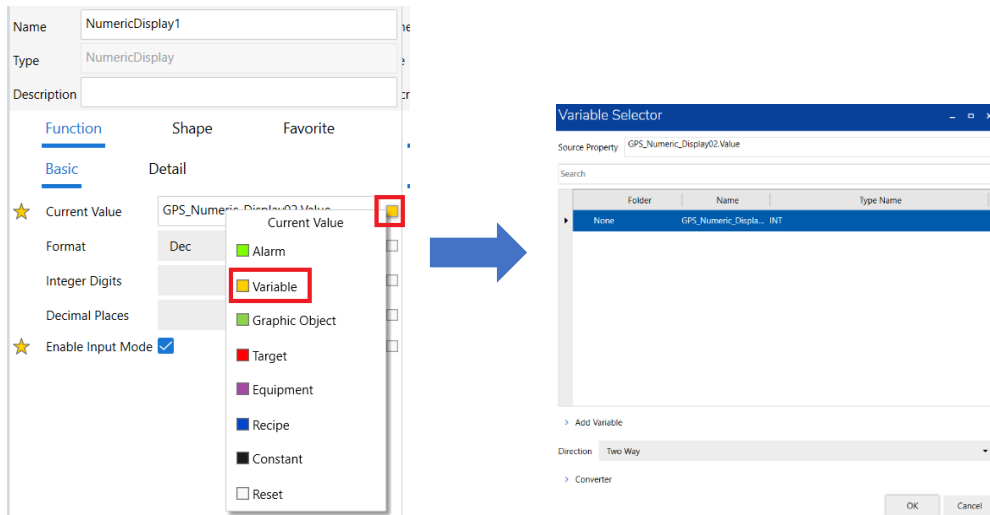 Name NumericDisplay1
Type NumericDisplay
Description
Function Shape Favorite
Basic Detail
Current Value GPS_Numeric_Display02.Value
Format Dec
Integer Digits
Decimal Places
Enable Input Mode
Current Value
Alarm
Variable
Graphic Object
Target
Equipment
Recipe
Constant
Reset
Variable Selector
Source Property GPS_Numeric_Display02.Value
Search
Folder Name Type Name
None GPS_Numeric_Displa... INT
Add Variable
Direction Two Way
Converter
OK Cancel